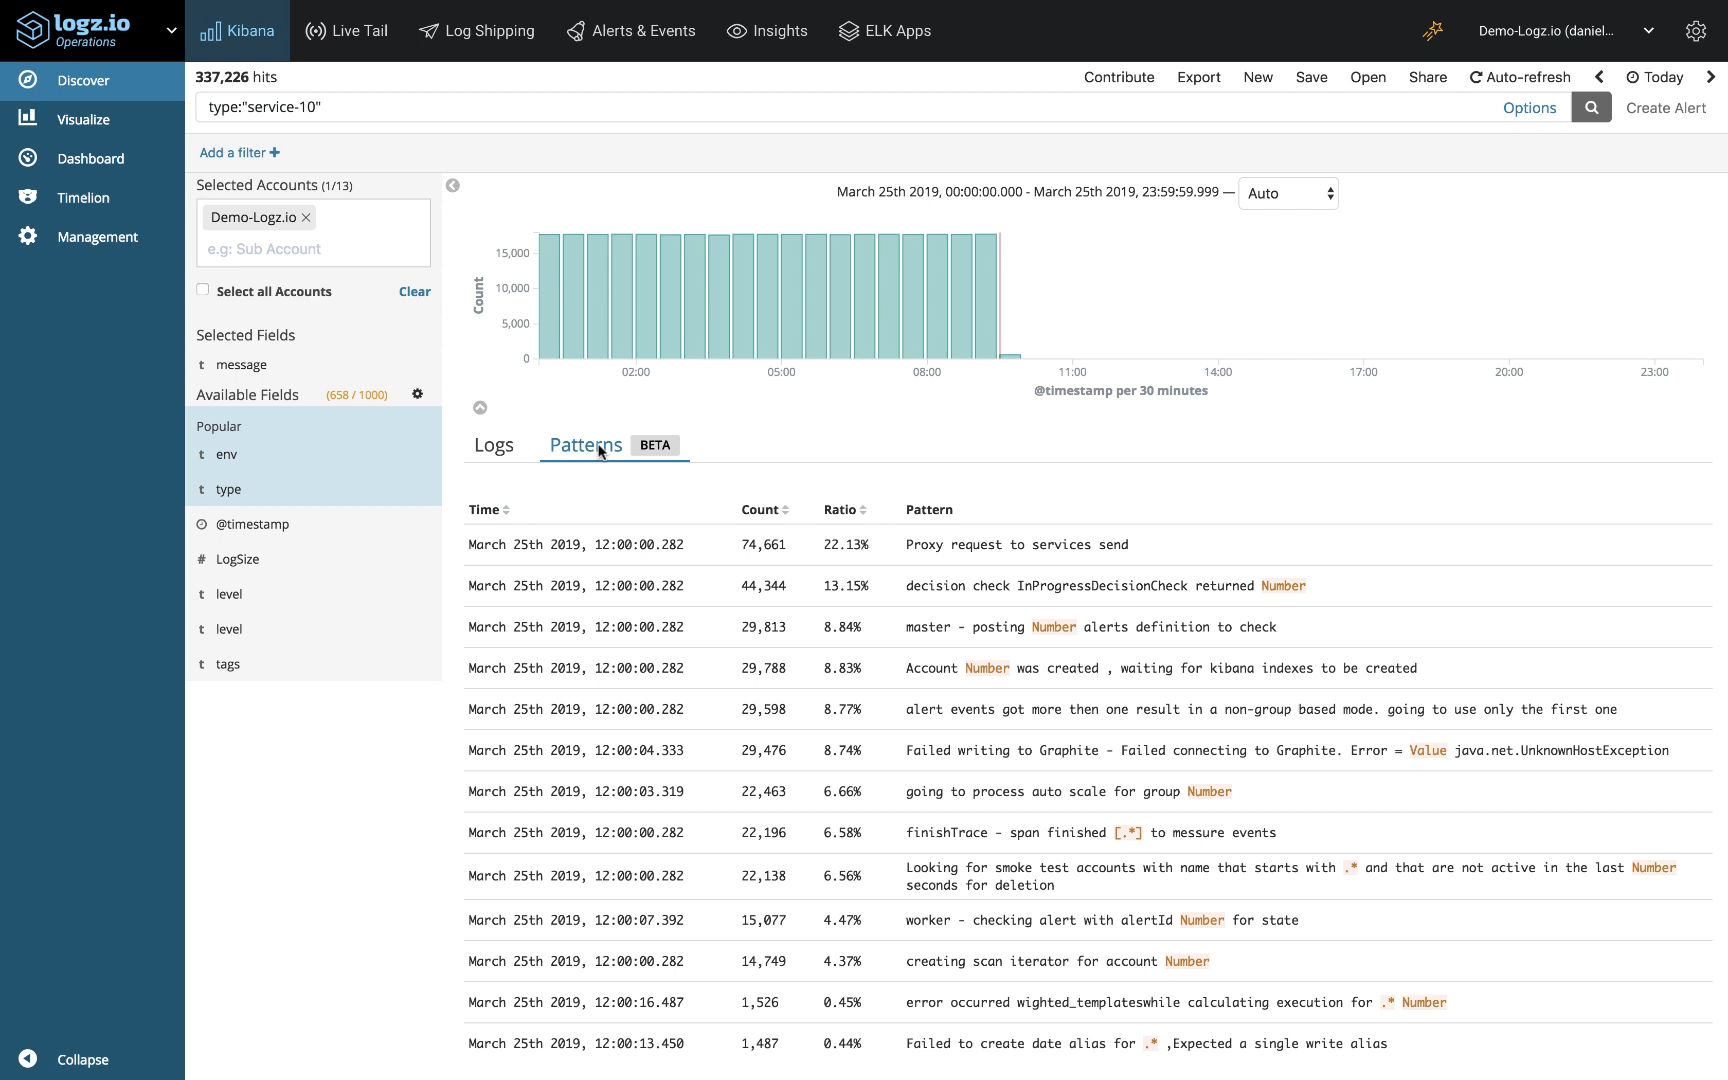 logz.io
Operations
Kibana
Live Tail
Log Shipping
Alerts & Events
Insights
ELK Apps
Demo-Logz.io (daniel...
Discover
Visualize
Dashboard
Timelion
Management
Collapse
337,226 hits
Contribute
Export
New
Save
Open
Share
Auto-refresh
Today
type:"service-10"
Options
Create Alert
Add a filter +
Selected Accounts (1/13)
Demo-Logz.io
e.g: Sub Account
Select all Accounts
Clear
Selected Fields
t message
Available Fields (658 / 1000)
Popular
t env
t type
@timestamp
# LogSize
t level
t level
t tags
March 25th 2019, 00:00:00.000 - March 25th 2019, 23:59:59.999 — Auto
Count
15,000
10,000
5,000
0
02:00 05:00 08:00 11:00 14:00 17:00 20:00 23:00
@timestamp per 30 minutes
Logs
Patterns BETA
Time Count Ratio Pattern
March 25th 2019, 12:00:00.282 74,661 22.13% Proxy request to services send
March 25th 2019, 12:00:00.282 44,344 13.15% decision check InProgressDecisionCheck returned Number
March 25th 2019, 12:00:00.282 29,813 8.84% master - posting Number alerts definition to check
March 25th 2019, 12:00:00.282 29,788 8.83% Account Number was created , waiting for kibana indexes to be created
March 25th 2019, 12:00:00.282 29,598 8.77% alert events got more then one result in a non-group based mode. going to use only the first one
March 25th 2019, 12:00:04.333 29,476 8.74% Failed writing to Graphite - Failed connecting to Graphite. Error = Value java.net.UnknownHostException
March 25th 2019, 12:00:03.319 22,463 6.66% going to process auto scale for group Number
March 25th 2019, 12:00:00.282 22,196 6.58% finishTrace - span finished [.*] to messure events
March 25th 2019, 12:00:00.282 22,138 6.56% Looking for smoke test accounts with name that starts with .* and that are not active in the last Number
seconds for deletion
March 25th 2019, 12:00:07.392 15,077 4.47% worker - checking alert with alertId Number for state
March 25th 2019, 12:00:00.282 14,749 4.37% creating scan iterator for account Number
March 25th 2019, 12:00:16.487 1,526 0.45% error occurred wighted_templateswhile calculating execution for .* Number
March 25th 2019, 12:00:13.450 1,487 0.44% Failed to create date alias for .* ,Expected a single write alias